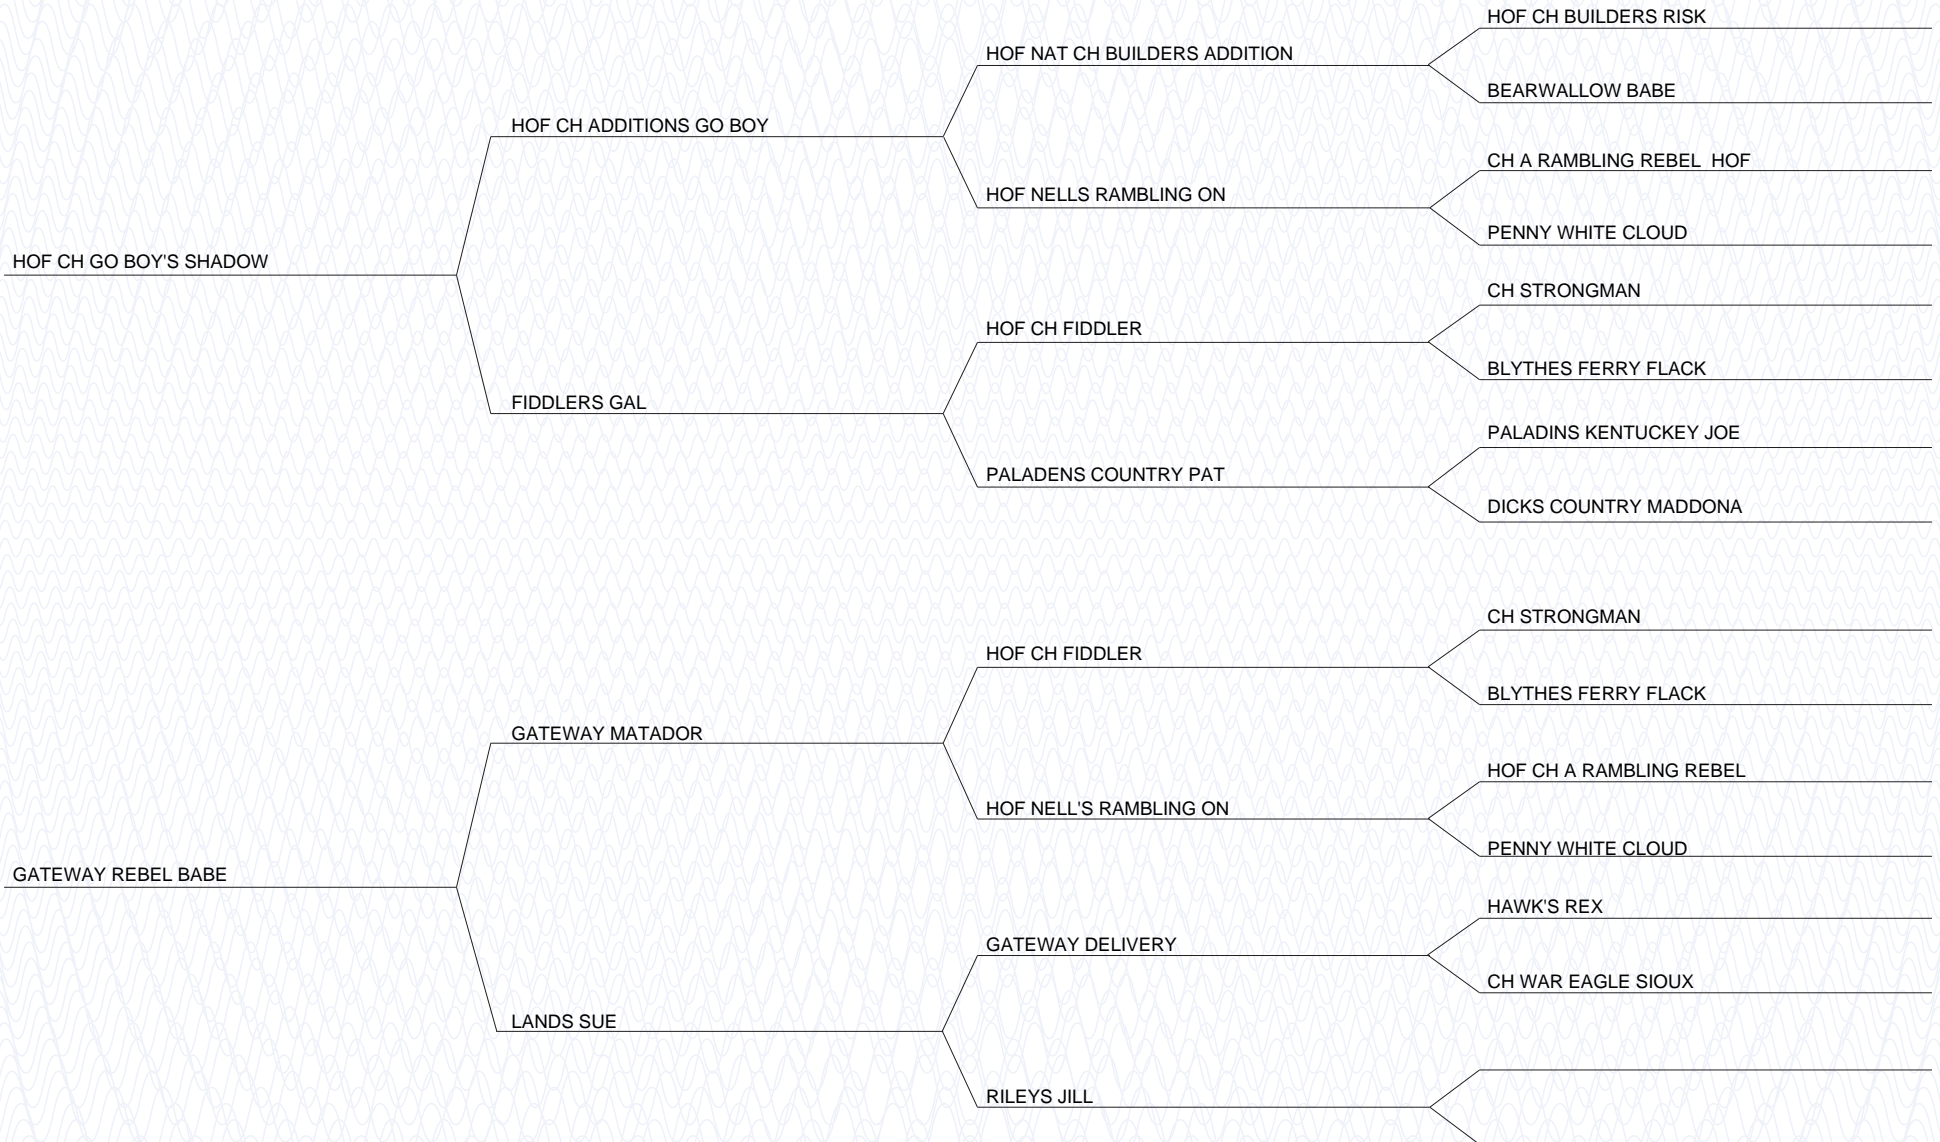 HOF CH BUILDERS RISK
HOF NAT CH BUILDERS ADDITION
BEARWALLOW BABE
HOF CH ADDITIONS GO BOY
CH A RAMBLING REBEL  HOF
HOF NELLS RAMBLING ON
PENNY WHITE CLOUD
HOF CH GO BOY'S SHADOW
CH STRONGMAN
HOF CH FIDDLER
BLYTHES FERRY FLACK
FIDDLERS GAL
PALADINS KENTUCKEY JOE
PALADENS COUNTRY PAT
DICKS COUNTRY MADDONA
CH STRONGMAN
HOF CH FIDDLER
BLYTHES FERRY FLACK
GATEWAY MATADOR
HOF CH A RAMBLING REBEL
HOF NELL'S RAMBLING ON
PENNY WHITE CLOUD
GATEWAY REBEL BABE
HAWK'S REX
GATEWAY DELIVERY
CH WAR EAGLE SIOUX
LANDS SUE
RILEYS JILL